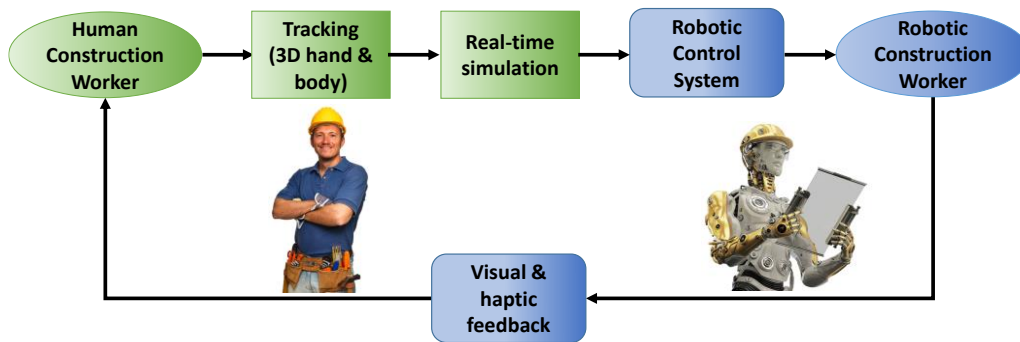 Human
Construction
Worker
Tracking
(3D hand &
body)
Real-time
simulation
Robotic
Control
System
Robotic
Construction
Worker
Visual &
haptic
feedback